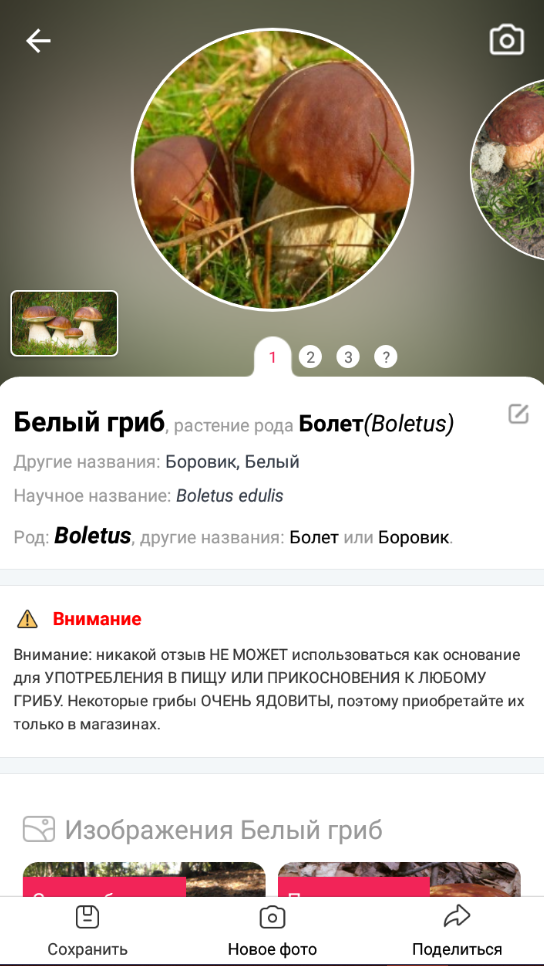 1 2 3 ?
Белый гриб, растение рода Болет(Boletus)
Другие названия: Боровик, Белый
Научное название: Boletus edulis
Род: Boletus, другие названия: Болет или Боровик.
Внимание
Внимание: никакой отзыв НЕ МОЖЕТ использоваться как основание
для УПОТРЕБЛЕНИЯ В ПИЩУ ИЛИ ПРИКОСНОВЕНИЯ К ЛЮБОМУ
ГРИБУ. Некоторые грибы ОЧЕНЬ ЯДОВИТЫ, поэтому приобретайте их
только в магазинах.
Изображения Белый гриб
Сохранить Новое фото Поделиться